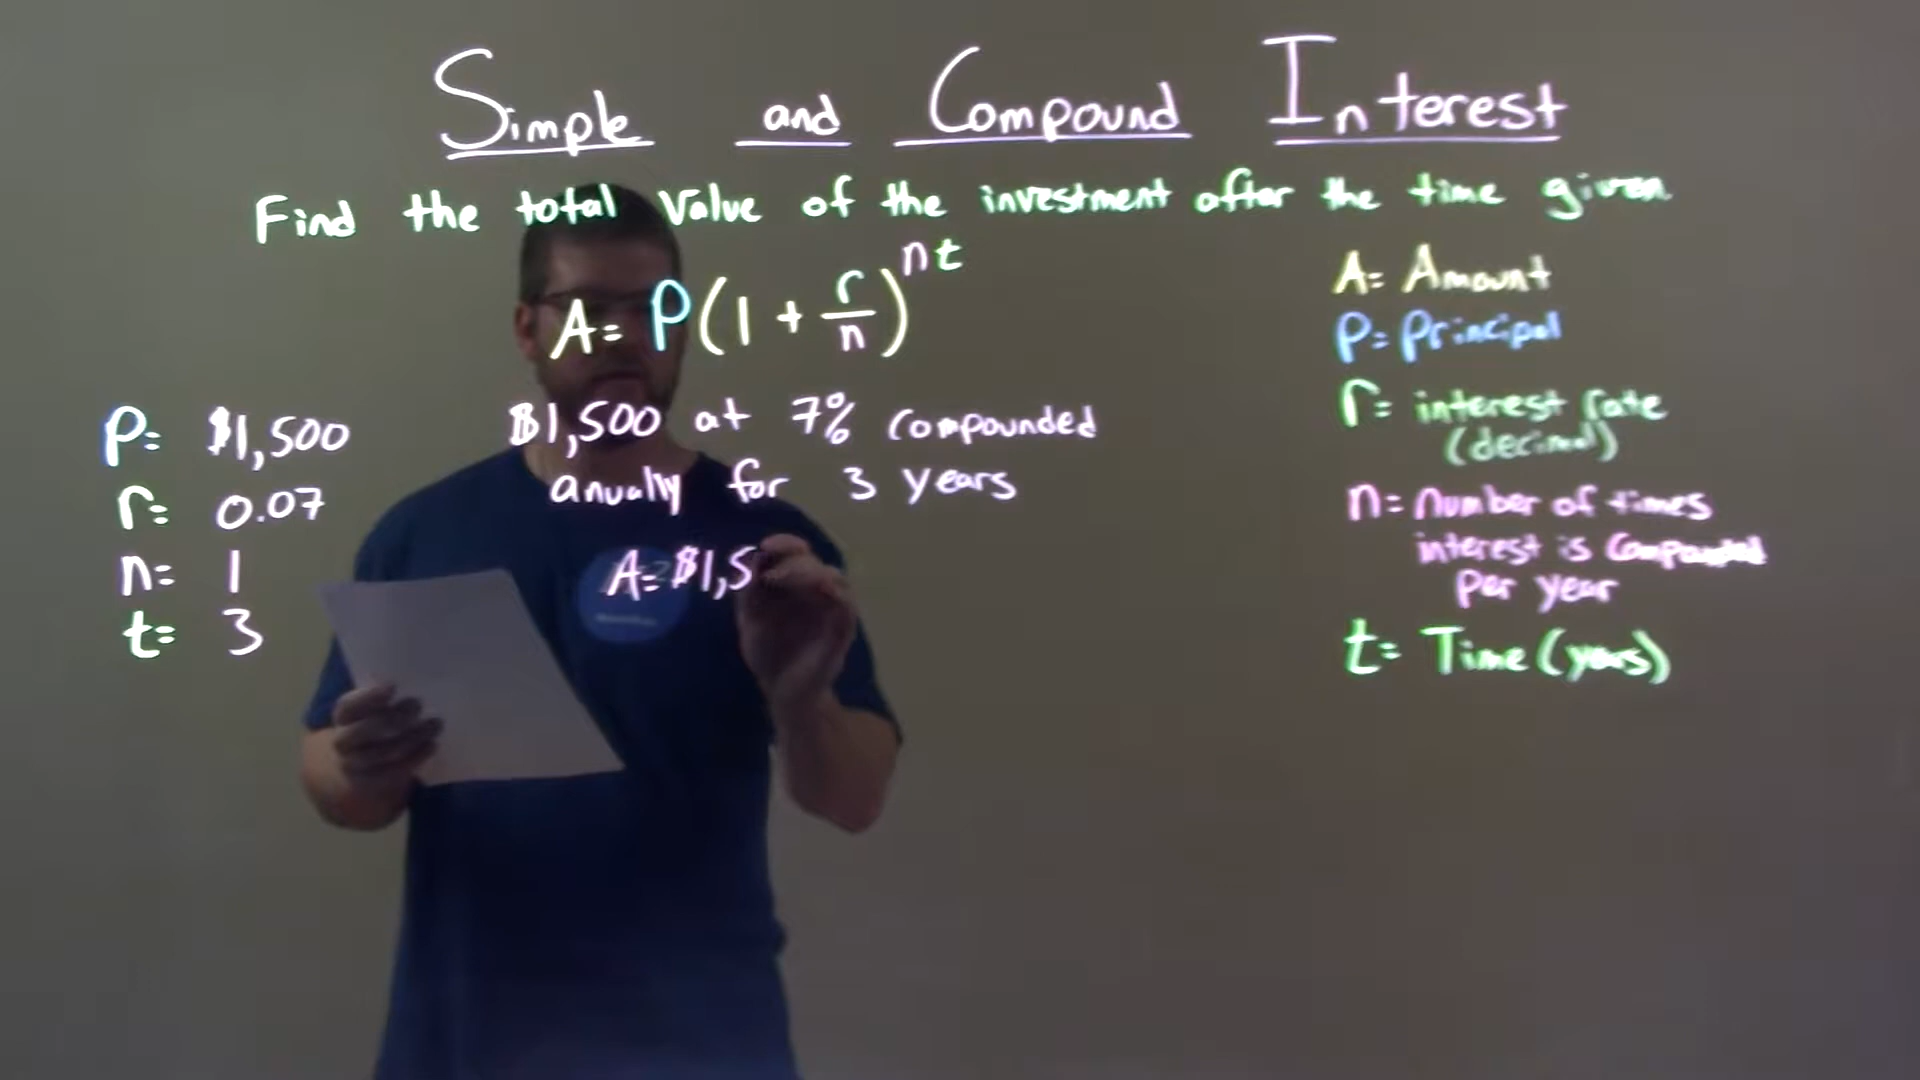 Simple and Compound Interest
Find the total value of the investment after the time given
A= P(1 + r/n)^nt
P= $1,500
r= 0.07
n= 1
t= 3
$1,500 at 7% compounded
anually for 3 years
A= $1,5
A= Amount
P= Principal
r= interest rate
(decimal)
n= number of times
interest is compounded
per year
t= Time (years)